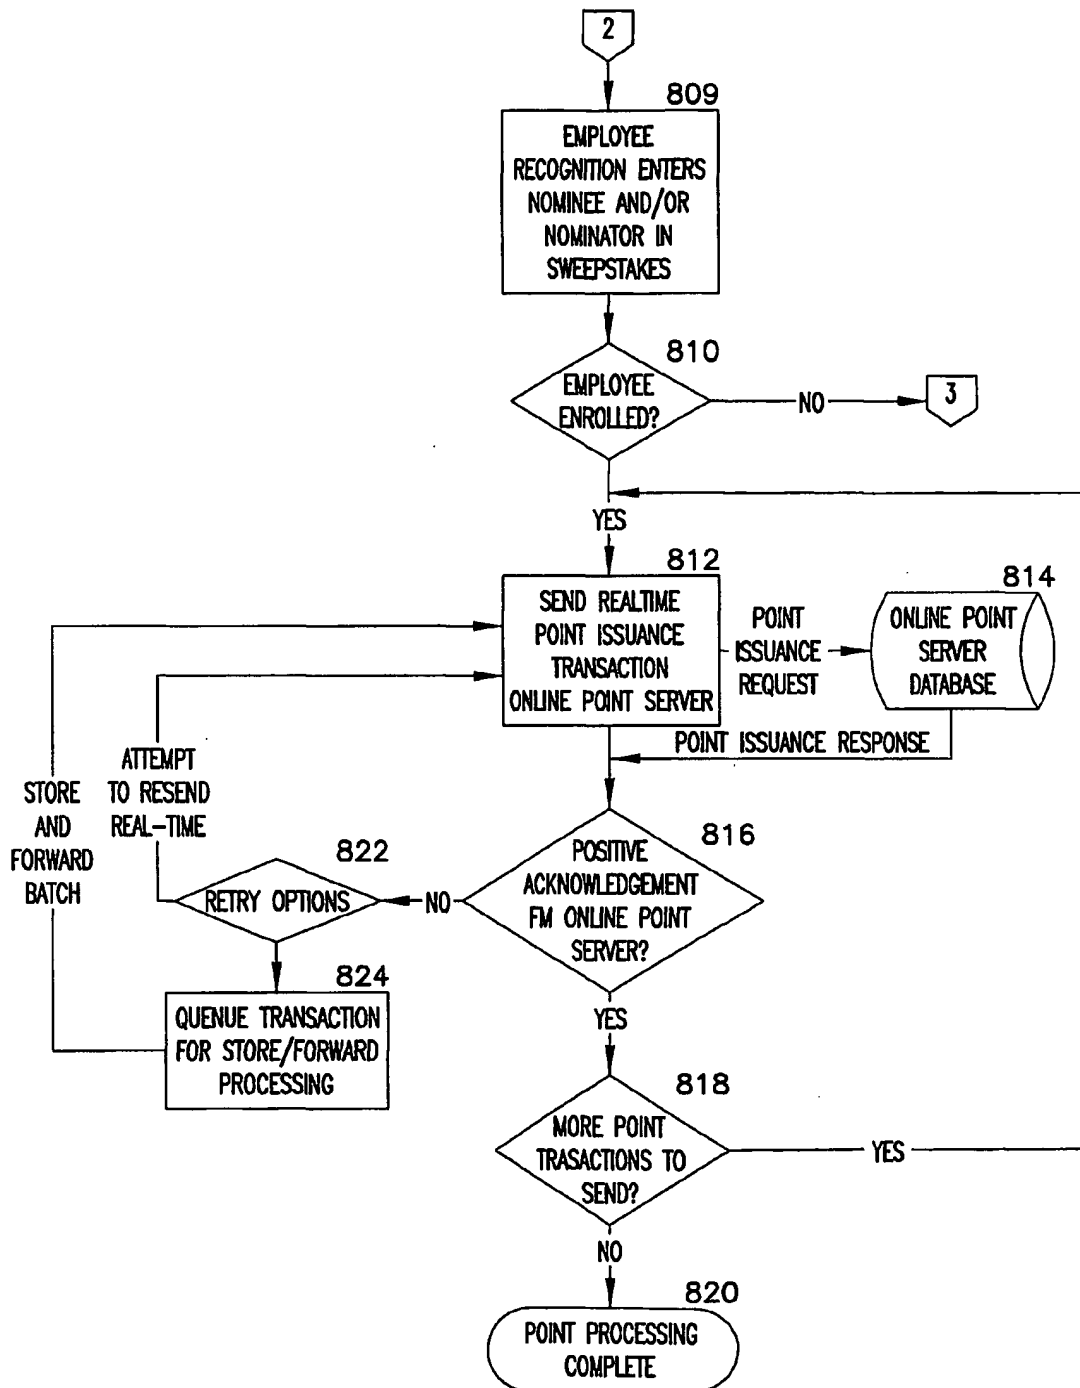 2
809
EMPLOYEE
RECOGNITION ENTERS
NOMINEE AND/OR
NOMINATOR IN
SWEEPSTAKES
810
EMPLOYEE
ENROLLED?
NO
3
YES
812
SEND REALTIME
POINT ISSUANCE
TRANSACTION
ONLINE POINT SERVER
POINT
ISSUANCE
REQUEST
814
ONLINE POINT
SERVER
DATABASE
POINT ISSUANCE RESPONSE
ATTEMPT
TO RESEND
REAL-TIME
STORE
AND
FORWARD
BATCH
816
POSITIVE
ACKNOWLEDGEMENT
FM ONLINE POINT
SERVER?
NO
822
RETRY OPTIONS
824
QUENUE TRANSACTION
FOR STORE/FORWARD
PROCESSING
YES
818
MORE POINT
TRASACTIONS TO
SEND?
YES
NO
820
POINT PROCESSING
COMPLETE